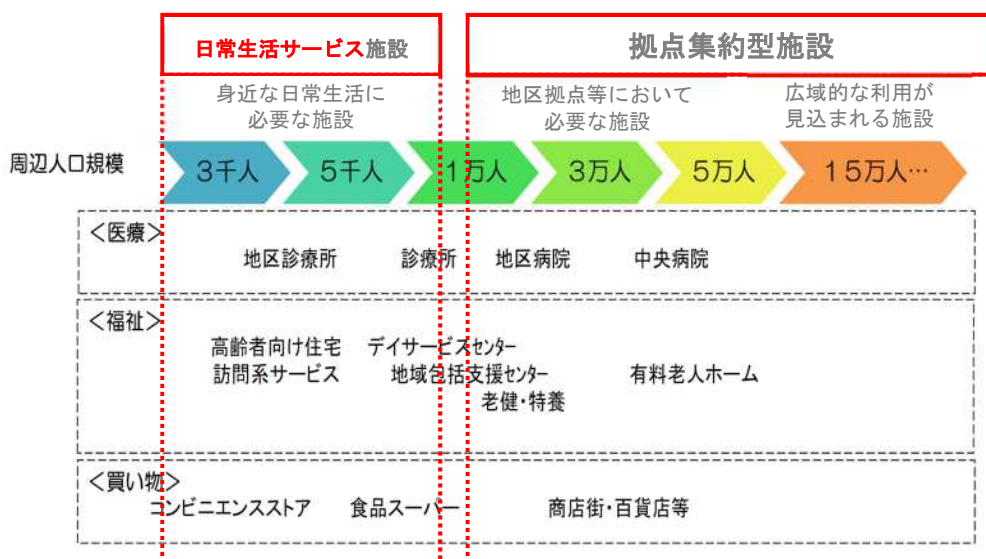 日常生活サービス施設
拠点集約型施設
身近な日常生活に
必要な施設
地区拠点等において
必要な施設
広域的な利用が
見込まれる施設
周辺人口規模
3千人
5千人
1万人
3万人
5万人
15万人…
<医療>
地区診療所
診療所
地区病院
中央病院
<福祉>
高齢者向け住宅
デイサービスセンター
訪問系サービス
地域包括支援センター
有料老人ホーム
老健・特養
<買い物>
コンビニエンスストア
食品スーパー
商店街・百貨店等